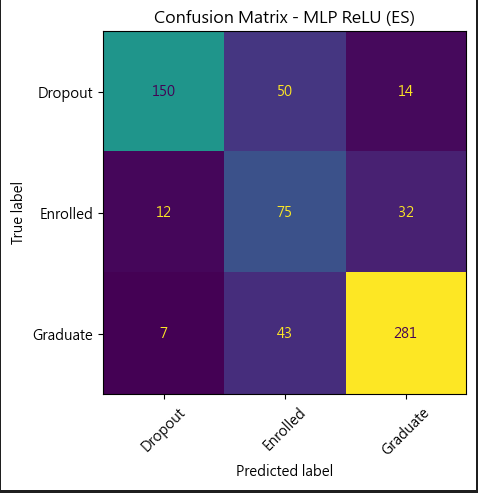 Confusion Matrix - MLP ReLU (ES)
True label
Dropout 150 50 14
Enrolled 12 75 32
Graduate 7 43 281
Dropout Enrolled Graduate
Predicted label